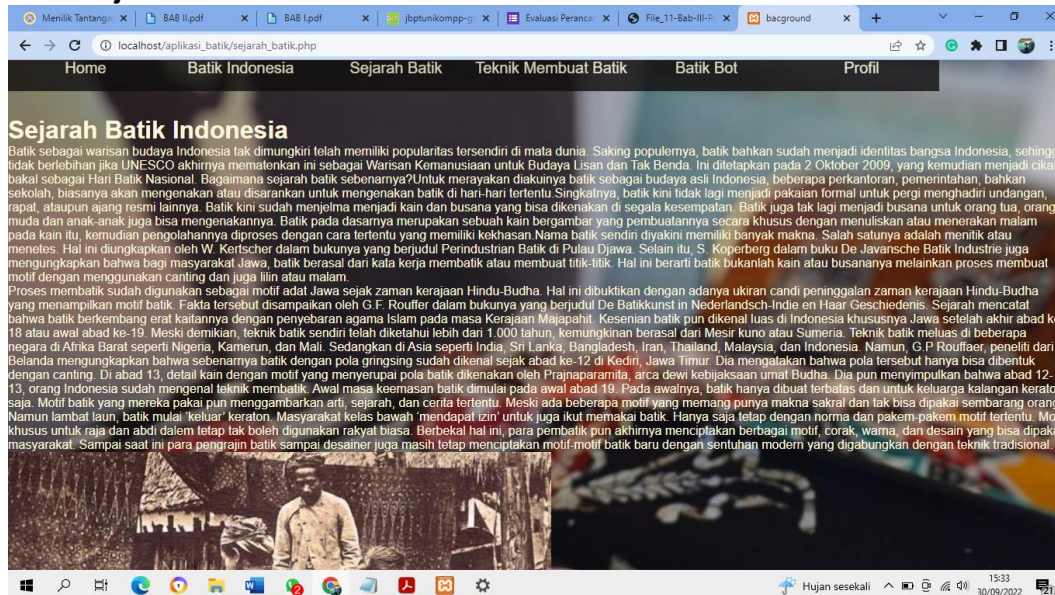 Menilik Tantanga
BAB II.pdf
BAB I.pdf
jbptunikompp-g
Evaluasi Peranca
File_11-Bab-III-P
bacground
localhost/aplikasi_batik/sejarah_batik.php
Home Batik Indonesia Sejarah Batik Teknik Membuat Batik Batik Bot Profil
Sejarah Batik Indonesia
Batik sebagai warisan budaya Indonesia tak dimungkiri telah memiliki popularitas tersendiri di mata dunia. Saking populernya, batik bahkan sudah menjadi identitas bangsa Indonesia, sehingg
tidak berlebihan jika UNESCO akhirnya mematenkan ini sebagai Warisan Kemanusiaan untuk Budaya Lisan dan Tak Benda. Ini ditetapkan pada 2 Oktober 2009, yang kemudian menjadi cika
bakal sebagai Hari Batik Nasional. Bagaimana sejarah batik sebenarnya?Untuk merayakan diakuinya batik sebagai budaya asli Indonesia, beberapa perkantoran, pemerintahan, bahkan
sekolah, biasanya akan mengenakan atau disarankan untuk mengenakan batik di hari-hari tertentu.Singkatnya, batik kini tidak lagi menjadi pakaian formal untuk pergi menghadiri undangan,
rapat, ataupun ajang resmi lainnya. Batik kini sudah menjelma menjadi kain dan busana yang bisa dikenakan di segala kesempatan. Batik juga tak lagi menjadi busana untuk orang tua, orang
muda dan anak-anak juga bisa mengenakannya. Batik pada dasarnya merupakan sebuah kain bergambar yang pembuatannya secara khusus dengan menuliskan atau menerakan malam
pada kain itu, kemudian pengolahannya diproses dengan cara tertentu yang memiliki kekhasan.Nama batik sendiri diyakini memiliki banyak makna. Salah satunya adalah menitik atau
menetes. Hal ini diungkapkan oleh W. Kertscher dalam bukunya yang berjudul Perindustrian Batik di Pulau Djawa. Selain itu, S. Koperberg dalam buku De Javansche Batik Industrie juga
mengungkapkan bahwa bagi masyarakat Jawa, batik berasal dari kata kerja membatik atau membuat titik-titik. Hal ini berarti batik bukanlah kain atau busananya melainkan proses membuat
motif dengan menggunakan canting dan juga lilin atau malam.
Proses membatik sudah digunakan sebagai motif adat Jawa sejak zaman kerajaan Hindu-Budha. Hal ini dibuktikan dengan adanya ukiran candi peninggalan zaman kerajaan Hindu-Budha
yang menampilkan motif batik. Fakta tersebut disampaikan oleh G.F. Rouffer dalam bukunya yang berjudul De Batikkunst in Nederlandsch-Indie en Haar Geschiedenis. Sejarah mencatat
bahwa batik berkembang erat kaitannya dengan penyebaran agama Islam pada masa Kerajaan Majapahit. Kesenian batik pun dikenal luas di Indonesia khususnya Jawa setelah akhir abad ke
18 atau awal abad ke-19. Meski demikian, teknik batik sendiri telah diketahui lebih dari 1.000 tahun, kemungkinan berasal dari Mesir kuno atau Sumeria. Teknik batik meluas di beberapa
negara di Afrika Barat seperti Nigeria, Kamerun, dan Mali. Sedangkan di Asia seperti India, Sri Lanka, Bangladesh, Iran, Thailand, Malaysia, dan Indonesia. Namun, G.P Rouffaer, peneliti dari
Belanda mengungkapkan bahwa sebenarnya batik dengan pola gringsing sudah dikenal sejak abad ke-12 di Kediri, Jawa Timur. Dia mengatakan bahwa pola tersebut hanya bisa dibentuk
dengan canting. Di abad 13, detail kain dengan motif yang menyerupai pola batik dikenakan oleh Prajnaparamita, arca dewi kebijaksaan umat Budha. Dia pun menyimpulkan bahwa abad 12-
13, orang Indonesia sudah mengenal teknik membatik. Awal masa keemasan batik dimulai pada awal abad 19. Pada awalnya, batik hanya dibuat terbatas dan untuk keluarga kalangan kerato
saja. Motif batik yang mereka pakai pun menggambarkan arti, sejarah, dan cerita tertentu. Meski ada beberapa motif yang memang punya makna sakral dan tak bisa dipakai sembarang orang
Namun lambat laun, batik mulai 'keluar' keraton. Masyarakat kelas bawah 'mendapat izin' untuk juga ikut memakai batik. Hanya saja tetap dengan norma dan pakem-pakem motif tertentu. Mo
khusus untuk raja dan abdi dalem tetap tak boleh digunakan rakyat biasa. Berbekal hal ini, para pembatik pun akhirnya menciptakan berbagai motif, corak, warna, dan desain yang bisa dipaka
masyarakat. Sampai saat ini para pengrajin batik sampai desainer juga masih tetap menciptakan motif-motif batik baru dengan sentuhan modern yang digabungkan dengan teknik tradisional.
Hujan sesekali
15:33
30/09/2022